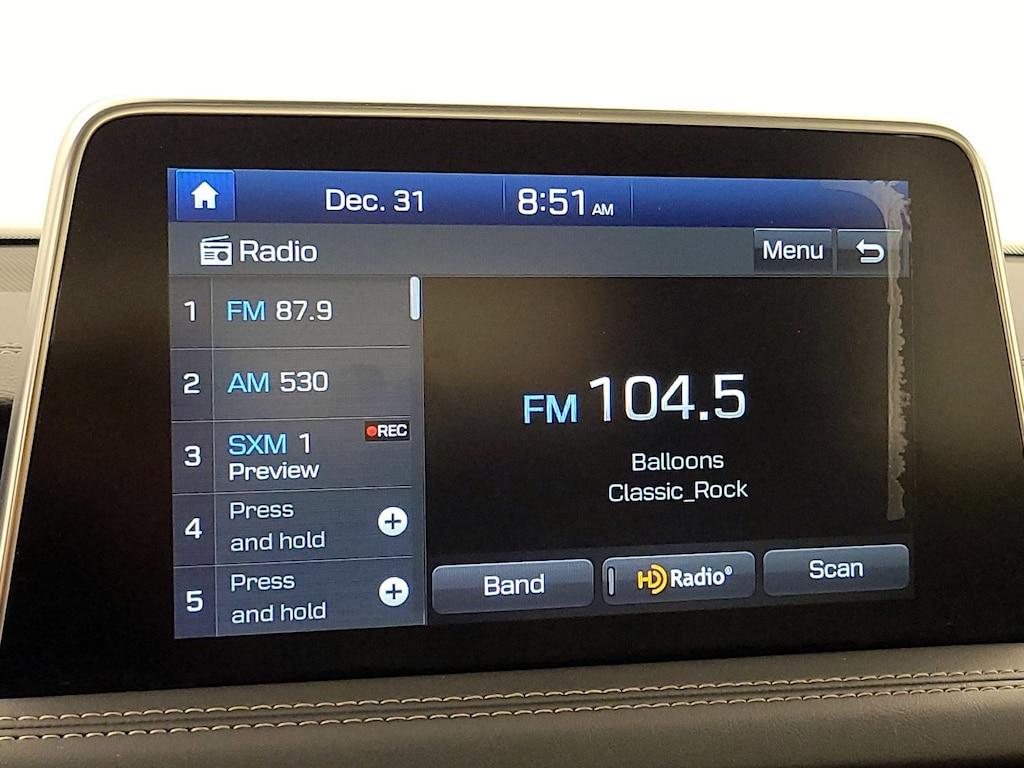 Dec. 31
8:51 AM
Radio
Menu
1 FM 87.9
2 AM 530
3 SXM 1 REC
Preview
4 Press
and hold
5 Press
and hold
FM 104.5
Balloons
Classic_Rock
Band
HD Radio®
Scan